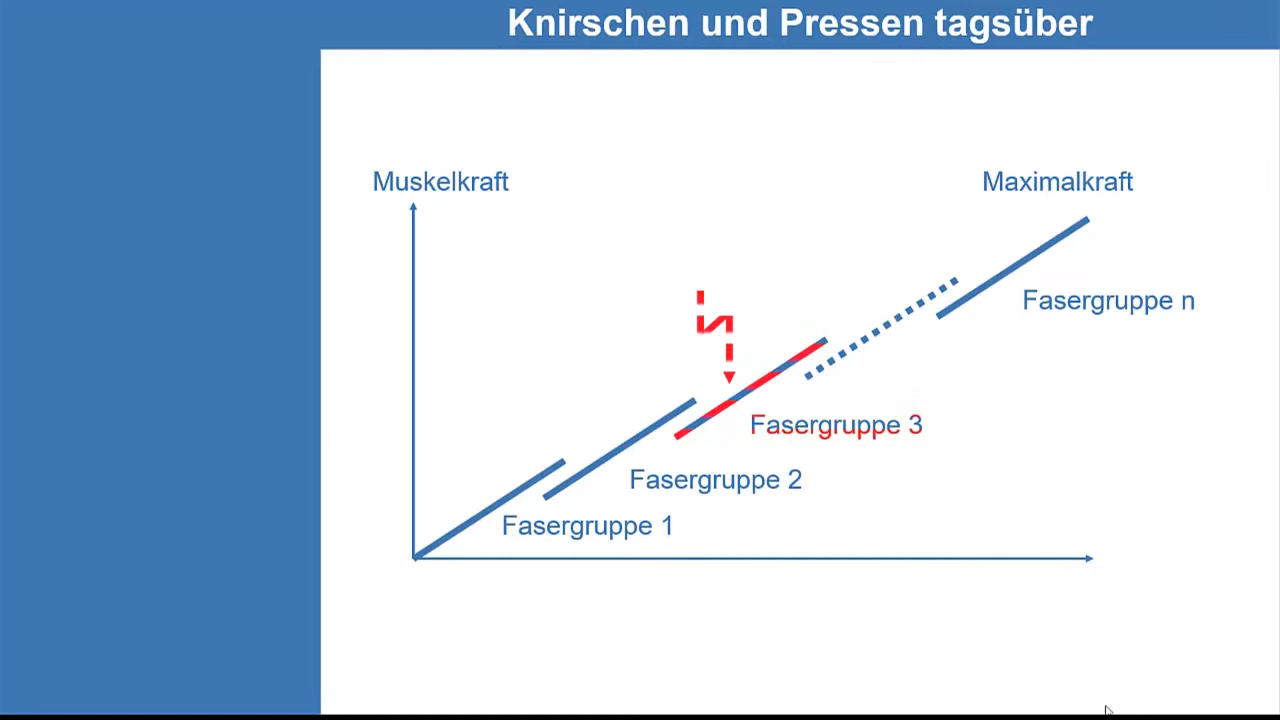 Knirschen und Pressen tagsüber
Muskelkraft
Maximalkraft
Fasergruppe n
Fasergruppe 3
Fasergruppe 2
Fasergruppe 1